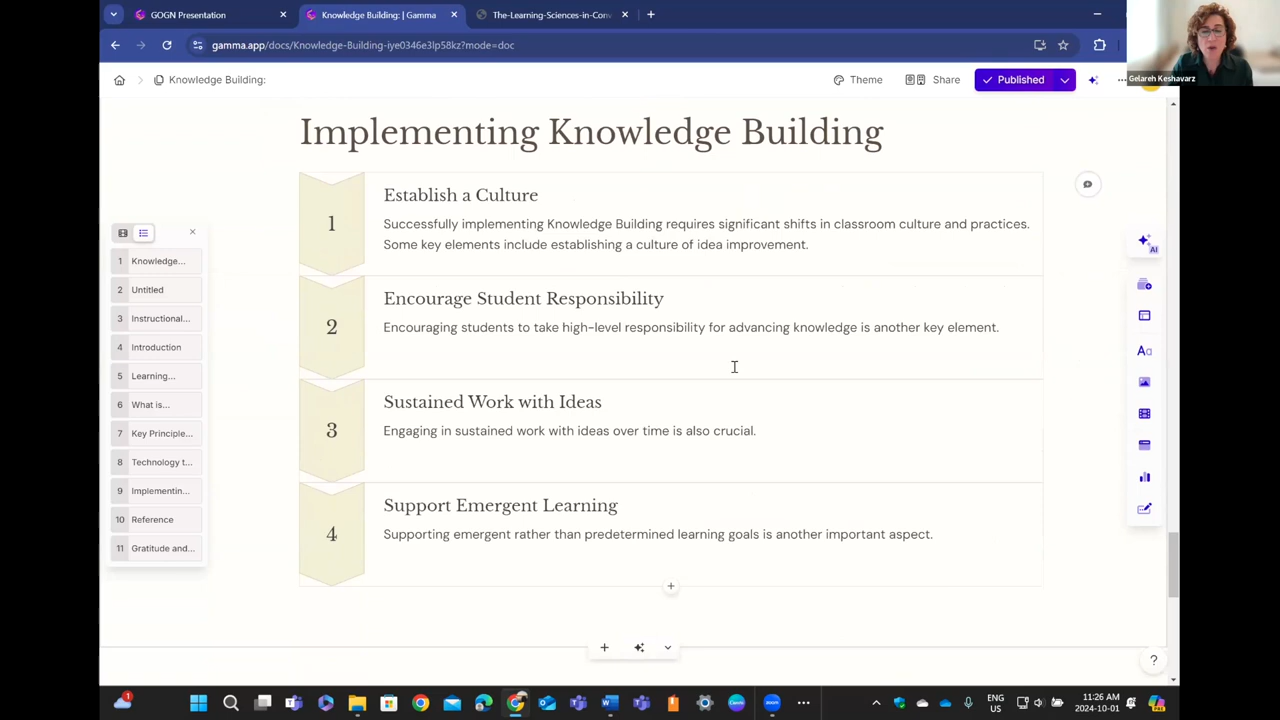 GOGN Presentation
Knowledge Building: | Gamma
The-Learning-Sciences-in-Conv
gamma.app/docs/Knowledge-Building-iye0346e3lp58kz?mode=doc
Gelareh Keshavarz
Knowledge Building:
Theme
Share
Published
Implementing Knowledge Building
1
Establish a Culture
Successfully implementing Knowledge Building requires significant shifts in classroom culture and practices.
Some key elements include establishing a culture of idea improvement.
2
Encourage Student Responsibility
Encouraging students to take high-level responsibility for advancing knowledge is another key element.
3
Sustained Work with Ideas
Engaging in sustained work with ideas over time is also crucial.
4
Support Emergent Learning
Supporting emergent rather than predetermined learning goals is another important aspect.
1 Knowledge...
2 Untitled
3 Instructional...
4 Introduction
5 Learning...
6 What is...
7 Key Principle...
8 Technology t...
9 Implementin...
10 Reference
11 Gratitude and...
AI
Aa
?
1
ENG
US
11:26 AM
2024-10-01